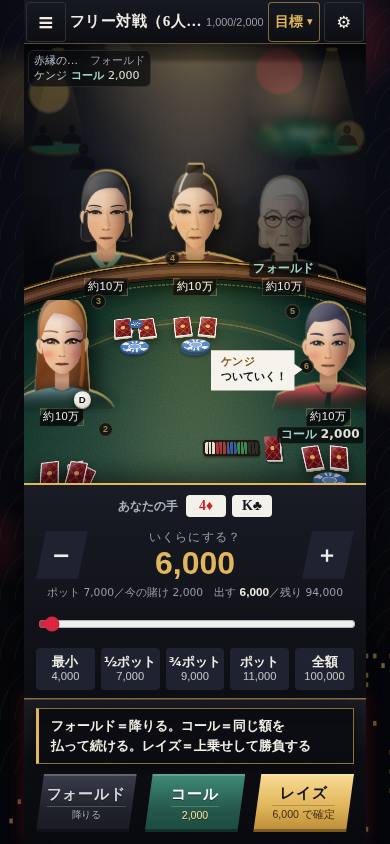 フリー対戦（6人… 1,000/2,000 目標 ▾
赤縁の… フォールド
ケンジ コール 2,000
4
フォールド
約10万 約10万 約10万
3
5
ケンジ
ついていく！
6
D
約10万 約10万
2
コール 2,000
あなたの手 4♦ K♣
いくらにする？
− 6,000 +
ポット 7,000／今の賭け 2,000 出す 6,000／残り 94,000
最小 ½ポット ¾ポット ポット 全額
4,000 7,000 9,000 11,000 100,000
フォールド＝降りる。コール＝同じ額を
払って続ける。レイズ＝上乗せして勝負する
フォールド コール レイズ
降りる 2,000 6,000 で確定